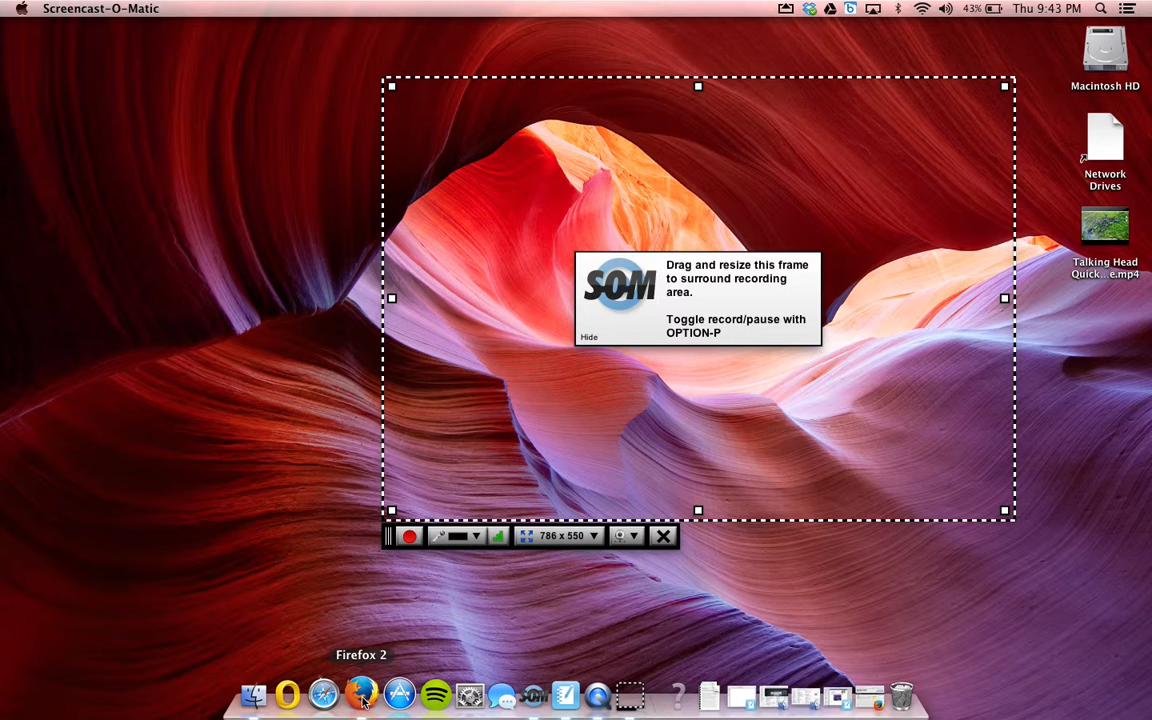 Screencast-O-Matic
43%
Thu 9:43 PM
Macintosh HD
Network
Drives
Talking Head
Quick...e.mp4
SOM
Drag and resize this frame
to surround recording
area.
Toggle record/pause with
OPTION-P
Hide
786 x 550
Firefox 2
SOM